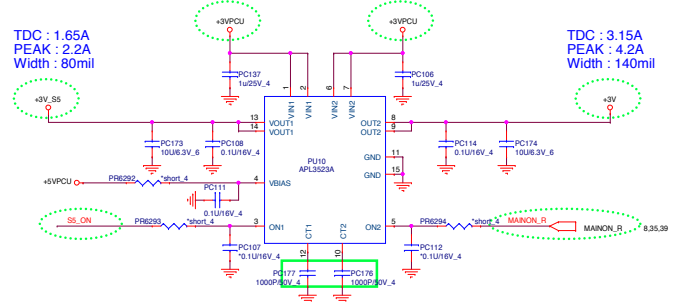 +3VPCU
+3VPCU
TDC : 1.65A
PEAK : 2.2A
Width : 80mil
TDC : 3.15A
PEAK : 4.2A
Width : 140mil
PC137
1u/25V_4
PC106
1u/25V_4
+3V_S5
+3V
1
2
6
7
VIN1
VIN1
VIN2
VIN2
13
VOUT1
14
VOUT1
8
OUT2
9
OUT2
PC173
10U/6.3V_6
PC108
0.1U/16V_4
PU10
APL3523A
PC114
0.1U/16V_4
PC174
10U/6.3V_6
GND
11
GND
15
+5VPCU
PR6292
*short_4
4
VBIAS
PC111
0.1U/16V_4
S5_ON
PR6293
*short_4
3
ON1
CT1
CT2
ON2
5
PR6294
*short_4
MAINON_R
MAINON_R
8,35,39
PC107
*0.1U/16V_4
12
10
PC112
*0.1U/16V_4
PC177
1000P/50V_4
PC176
1000P/50V_4